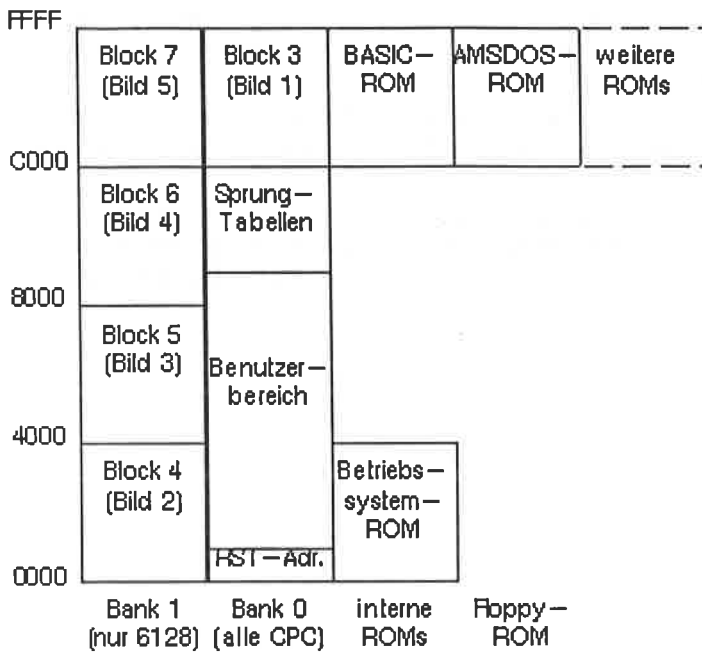 FFFF
Block 7
(Bild 5)
Block 3
(Bild 1)
BASIC—
ROM
AMSDOS—
ROM
weitere
ROMs
C000
Block 6
(Bild 4)
Sprung—
Tabellen
8000
Block 5
(Bild 3)
Benutzer—
bereich
4000
Block 4
(Bild 2)
Betriebs—
system—
ROM
RST—Adr.
0000
Bank 1
(nur 6128)
Bank 0
(alle CPC)
interne
ROMs
Floppy—
ROM